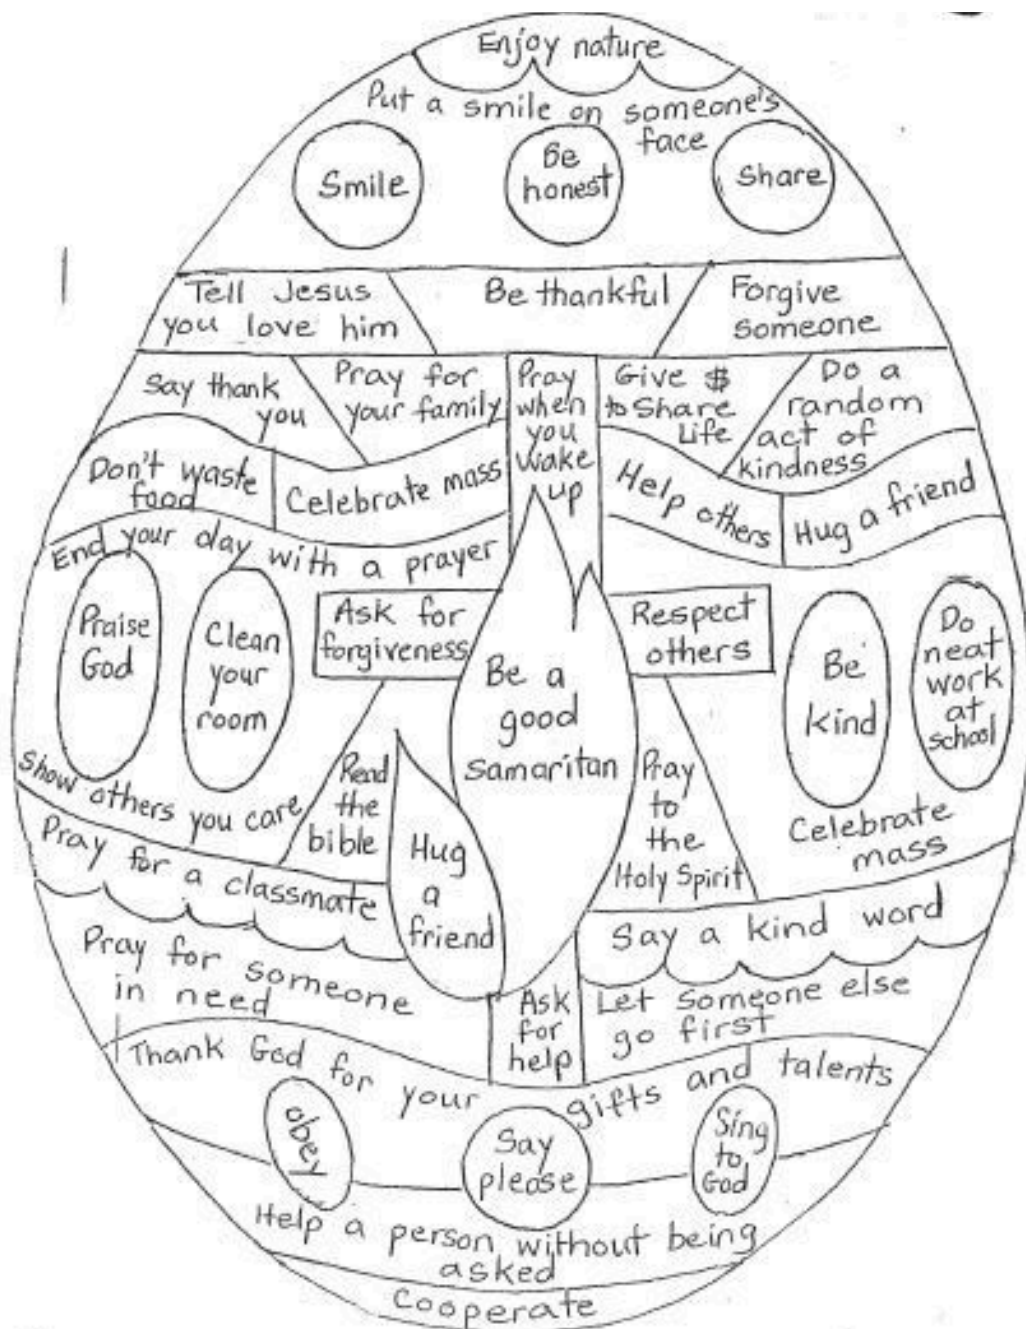 Enjoy nature
Put a smile on someone's
face
Smile
Be
honest
Share
Tell Jesus
you love him
Be thankful
Forgive
someone
Say thank
you
Pray for
your family
Pray
when
you
wake
up
Give $
to Share
Life
Do a
random
act of
kindness
Don't waste
food
Celebrate mass
Help others
Hug a friend
End your day with a prayer
Praise
God
Clean
your
room
Ask for
forgiveness
Be a
good
Samaritan
Respect
others
Be
kind
Do
neat
work
at
school
Show others you care
Read
the
bible
Hug
a
friend
Pray
to
the
Holy Spirit
Celebrate
mass
Pray for a classmate
Say a kind word
Pray for someone
in need
Ask
for
help
Let someone else
go first
Thank God for your gifts and talents
obey
Say
please
Sing
to
God
Help a person without being
asked
Cooperate